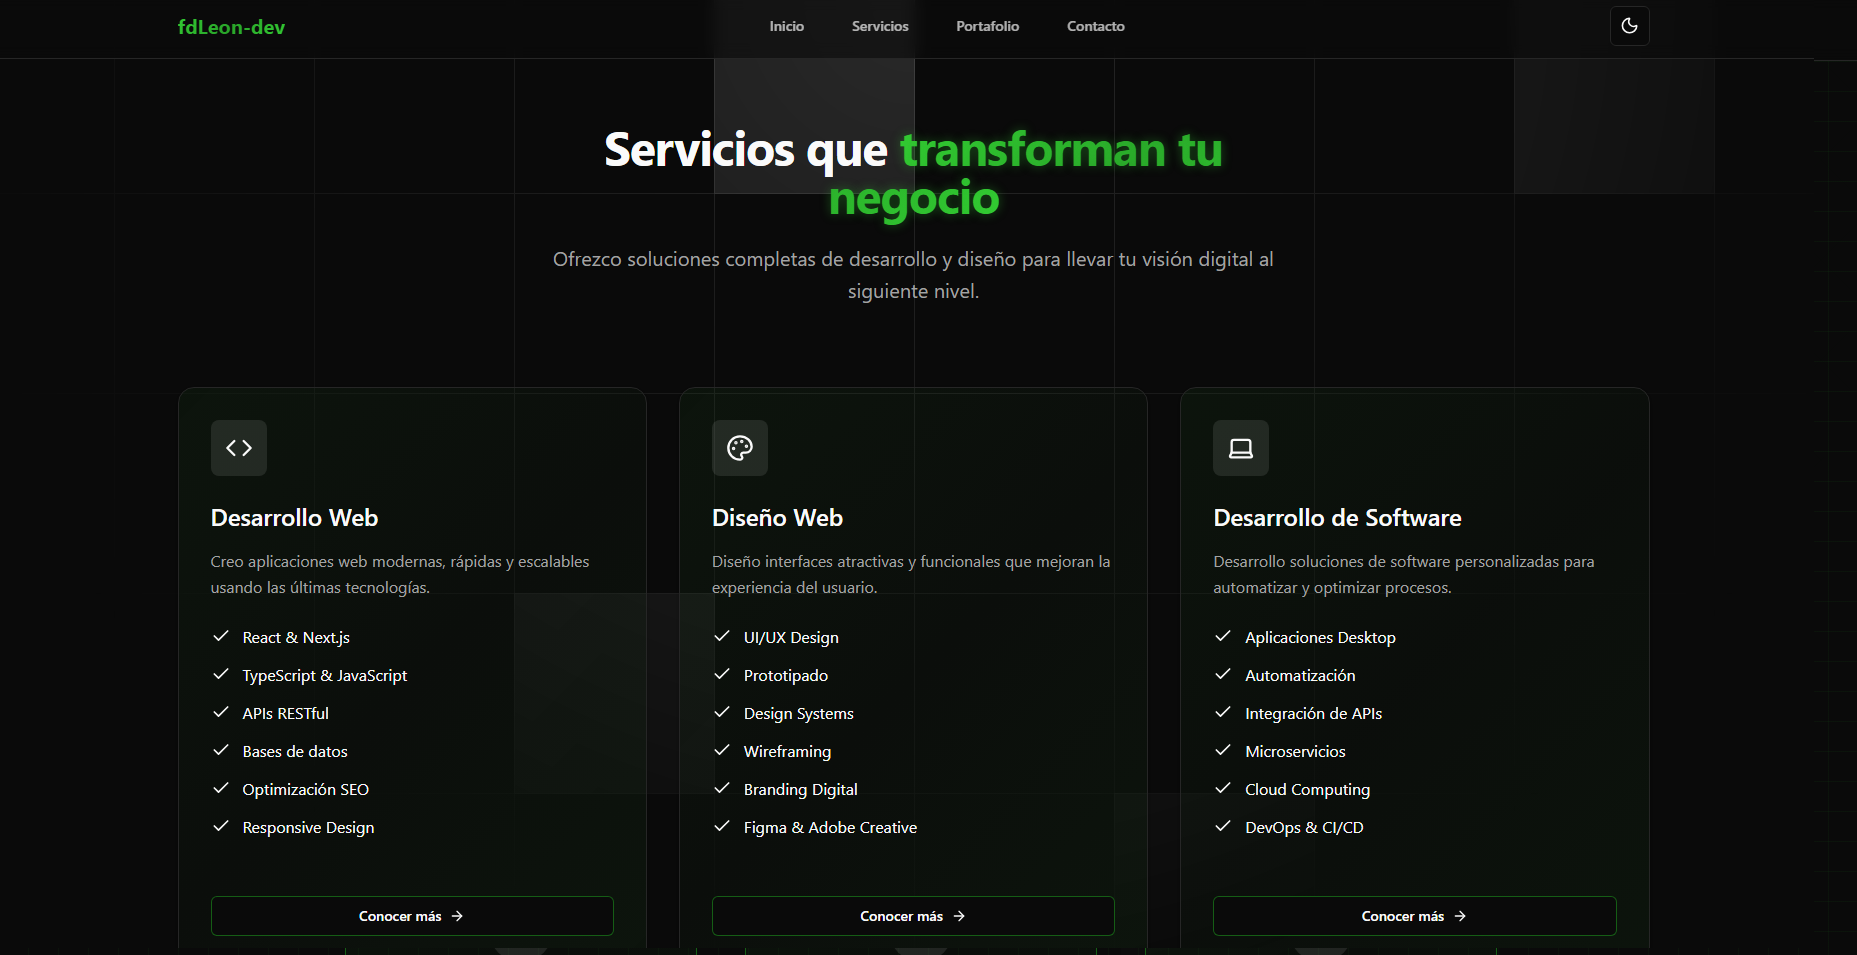 fdLeon-dev
Inicio
Servicios
Portafolio
Contacto
Servicios que transforman tu
negocio
Ofrezco soluciones completas de desarrollo y diseño para llevar tu visión digital al
siguiente nivel.
Desarrollo Web
Creo aplicaciones web modernas, rápidas y escalables
usando las últimas tecnologías.
React & Next.js
TypeScript & JavaScript
APIs RESTful
Bases de datos
Optimización SEO
Responsive Design
Conocer más
Diseño Web
Diseño interfaces atractivas y funcionales que mejoran la
experiencia del usuario.
UI/UX Design
Prototipado
Design Systems
Wireframing
Branding Digital
Figma & Adobe Creative
Conocer más
Desarrollo de Software
Desarrollo soluciones de software personalizadas para
automatizar y optimizar procesos.
Aplicaciones Desktop
Automatización
Integración de APIs
Microservicios
Cloud Computing
DevOps & CI/CD
Conocer más